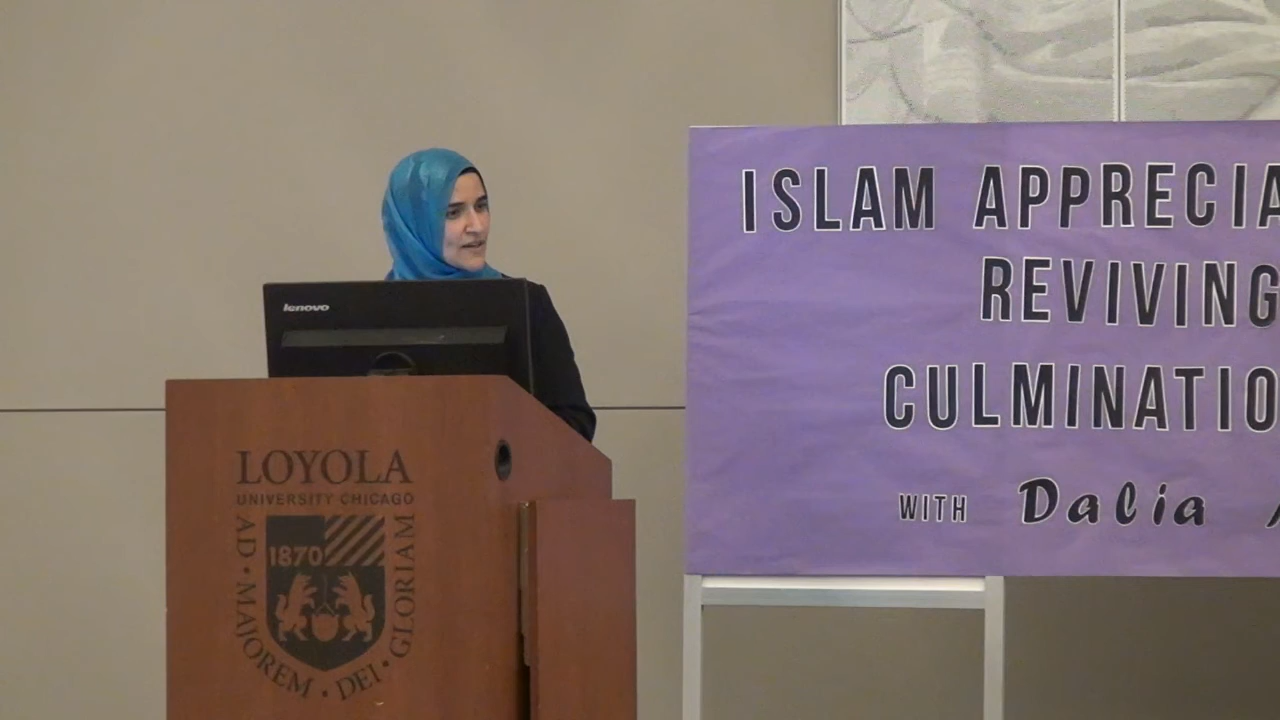 lenovo
LOYOLA
UNIVERSITY CHICAGO
1870
AD • MAJOREM • DEI • GLORIAM
ISLAM APPRECIA
REVIVING
CULMINATIO
WITH Dalia